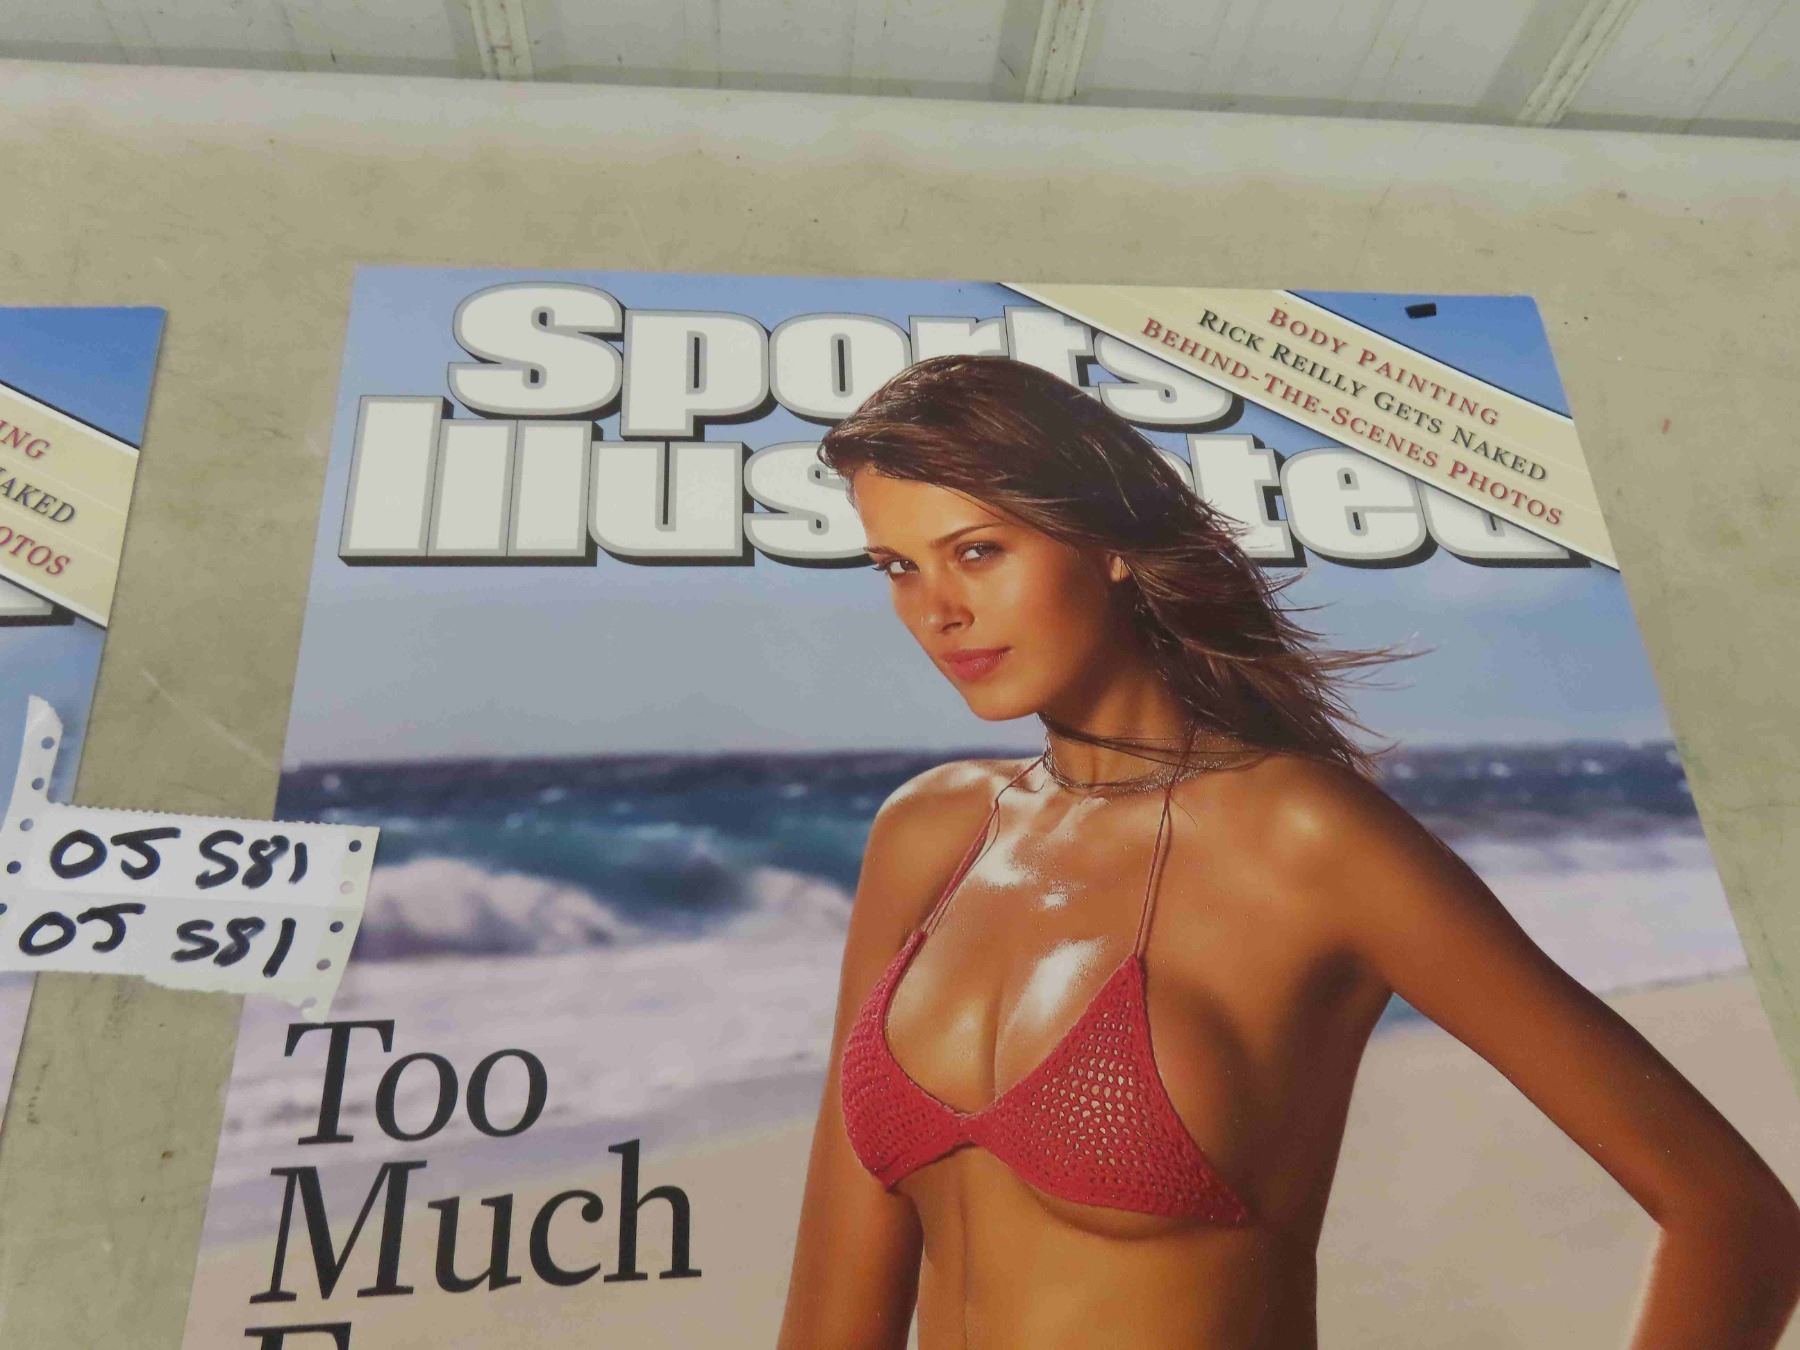 Sports
Illustrated
BODY PAINTING
RICK REILLY GETS NAKED
BEHIND-THE-SCENES PHOTOS
ING
AKED
OTOS
05 S81
05 S81
Too
Much